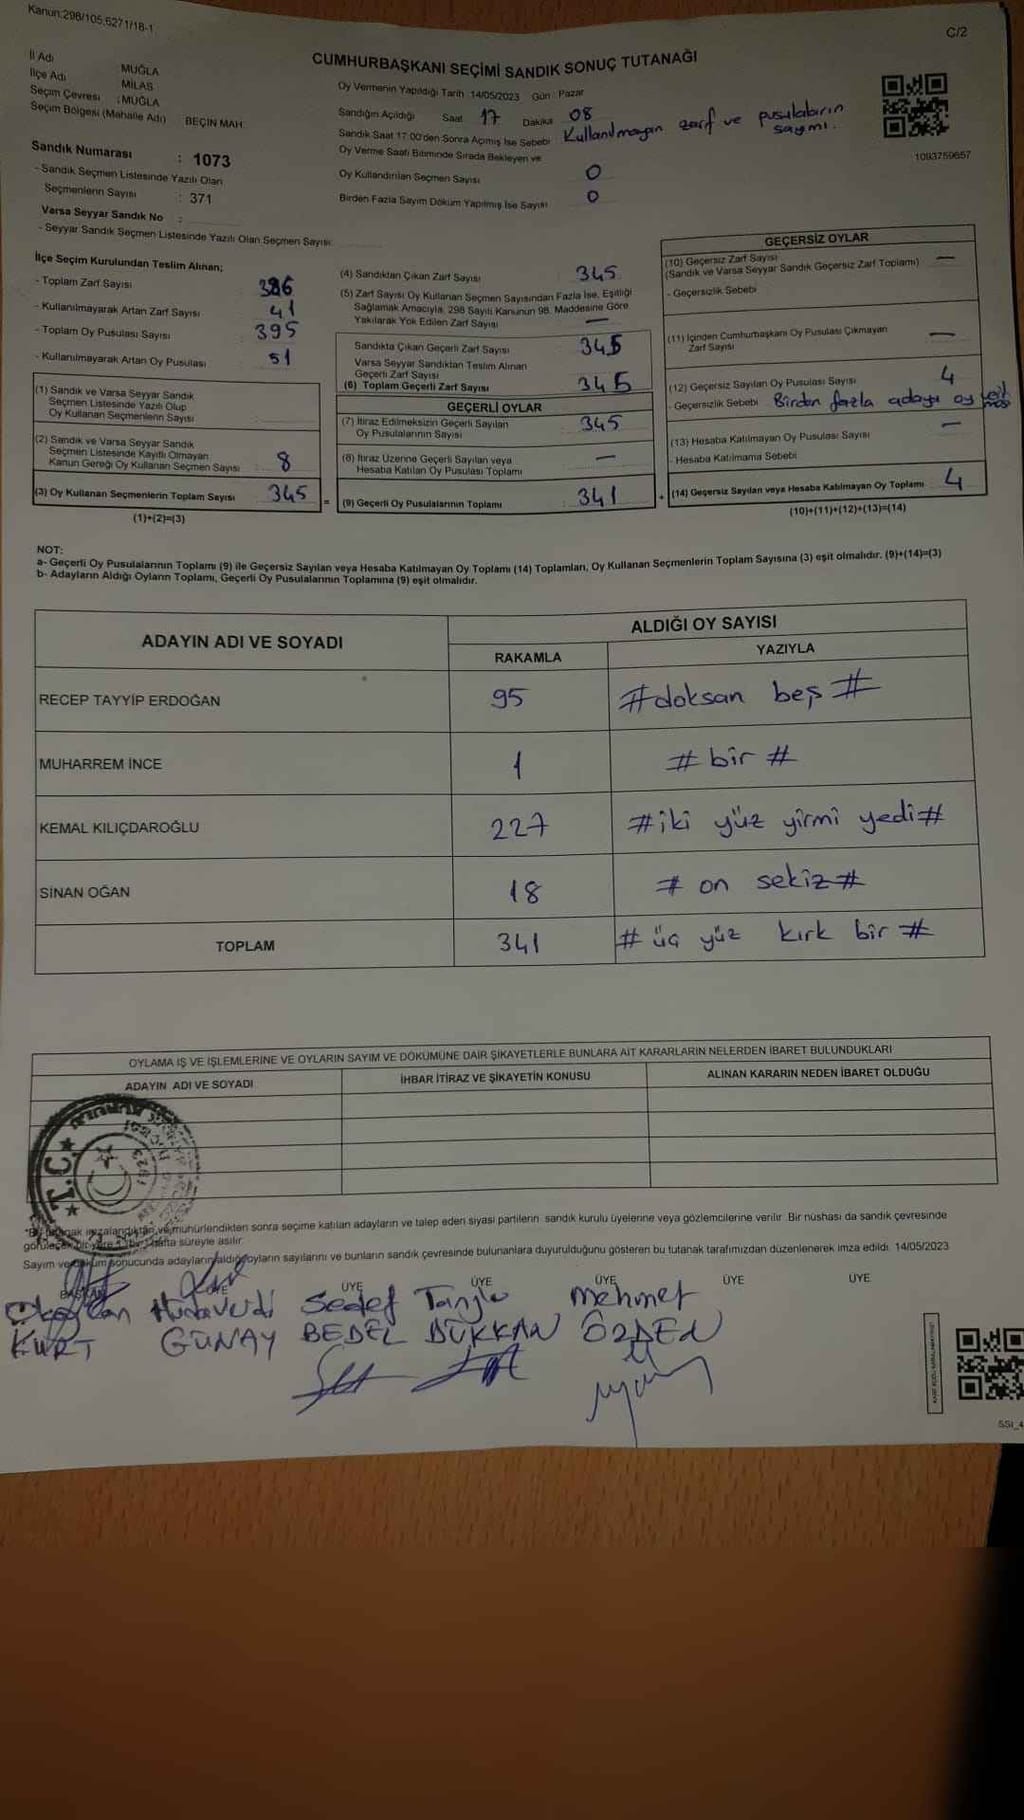 Kanun:298/105,6271/18-1
C/2
CUMHURBAŞKANI SEÇİMİ SANDIK SONUÇ TUTANAĞI
İl Adı MUĞLA
İlçe Adı MİLAS
Seçim Çevresi : MUĞLA
Seçim Bölgesi (Mahalle Adı) BEÇİN MAH.
Sandık Numarası : 1073
- Sandık Seçmen Listesinde Yazılı Olan
Seçmenlerin Sayısı : 371
Varsa Seyyar Sandık No :
- Seyyar Sandık Seçmen Listesinde Yazılı Olan Seçmen Sayısı:
Oy Vermenin Yapıldığı Tarih :14/05/2023 Gün : Pazar
Sandığın Açıldığı Saat 17 Dakika 08
Sandık Saat 17.00'den Sonra Açılmış İse Sebebi Kullanılmayan zarf ve pusulaların
sayımı.
Oy Verme Saati Bitiminde Sırada Bekleyen ve
Oy Kullandırılan Seçmen Sayısı 0
Birden Fazla Sayım Döküm Yapılmış İse Sayısı 0
1093759657
İlçe Seçim Kurulundan Teslim Alınan;
- Toplam Zarf Sayısı 386
- Kullanılmayarak Artan Zarf Sayısı 41
- Toplam Oy Pusulası Sayısı 395
- Kullanılmayarak Artan Oy Pusulası 51
(1) Sandık ve Varsa Seyyar Sandık
Seçmen Listesinde Yazılı Olup
Oy Kullanan Seçmenlerin Sayısı
(2) Sandık ve Varsa Seyyar Sandık
Seçmen Listesinde Kayıtlı Olmayan
Kanun Gereği Oy Kullanan Seçmen Sayısı 8
(3) Oy Kullanan Seçmenlerin Toplam Sayısı 345
(1)+(2)=(3)
(4) Sandıktan Çıkan Zarf Sayısı 345
(5) Zarf Sayısı Oy Kullanan Seçmen Sayısından Fazla İse, Eşitliği
Sağlamak Amacıyla, 298 Sayılı Kanunun 98. Maddesine Göre
Yakılarak Yok Edilen Zarf Sayısı —
Sandıkta Çıkan Geçerli Zarf Sayısı 345
Varsa Seyyar Sandıktan Teslim Alınan
Geçerli Zarf Sayısı
(6) Toplam Geçerli Zarf Sayısı 345
GEÇERLİ OYLAR
(7) İtiraz Edilmeksizin Geçerli Sayılan
Oy Pusulalarının Sayısı 345
(8) İtiraz Üzerine Geçerli Sayılan veya
Hesaba Katılan Oy Pusulası Toplamı —
= (9) Geçerli Oy Pusulalarının Toplamı 341
GEÇERSİZ OYLAR
(10) Geçersiz Zarf Sayısı —
(Sandık ve Varsa Seyyar Sandık Geçersiz Zarf Toplamı)
- Geçersizlik Sebebi
(11) İçinden Cumhurbaşkanı Oy Pusulası Çıkmayan
Zarf Sayısı —
(12) Geçersiz Sayılan Oy Pusulası Sayısı 4
- Geçersizlik Sebebi Birden fazla adaya oy
(13) Hesaba Katılmayan Oy Pusulası Sayısı —
- Hesaba Katılmama Sebebi
+ (14) Geçersiz Sayılan veya Hesaba Katılmayan Oy Toplamı 4
(10)+(11)+(12)+(13)=(14)
NOT:
a- Geçerli Oy Pusulalarının Toplamı (9) ile Geçersiz Sayılan veya Hesaba Katılmayan Oy Toplamı (14) Toplamları, Oy Kullanan Seçmenlerin Toplam Sayısına (3) eşit olmalıdır. (9)+(14)=(3)
b- Adayların Aldığı Oyların Toplamı, Geçerli Oy Pusulalarının Toplamına (9) eşit olmalıdır.
ADAYIN ADI VE SOYADI ALDIĞI OY SAYISI
RAKAMLA YAZIYLA
RECEP TAYYİP ERDOĞAN 95 #doksan beş#
MUHARREM İNCE 1 #bir#
KEMAL KILIÇDAROĞLU 227 #iki yüz yirmi yedi#
SİNAN OĞAN 18 #on sekiz#
TOPLAM 341 #üç yüz kırk bir#
OYLAMA İŞ VE İŞLEMLERİNE VE OYLARIN SAYIM VE DÖKÜMÜNE DAİR ŞİKAYETLERLE BUNLARA AİT KARARLARIN NELERDEN İBARET BULUNDUKLARI
ADAYIN ADI VE SOYADI İHBAR İTİRAZ VE ŞİKAYETİN KONUSU ALINAN KARARIN NEDEN İBARET OLDUĞU
T.C.
imzalandıktan ve mühürlendikten sonra seçime katılan adayların ve talep eden siyasi partilerin sandık kurulu üyelerine veya gözlemcilerine verilir. Bir nüshası da sandık çevresinde
hafta süreyle asılır.
Sayım ve döküm sonucunda adayların aldığı oyların sayılarını ve bunların sandık çevresinde bulunanlara duyurulduğunu gösteren bu tutanak tarafımızdan düzenlenerek imza edildi. 14/05/2023
BAŞKAN ÜYE ÜYE ÜYE ÜYE ÜYE ÜYE
Hüdaverdi Sedef Mehmet
KURT GÜNAY BEDEL DÜKKAN ÖZDEN